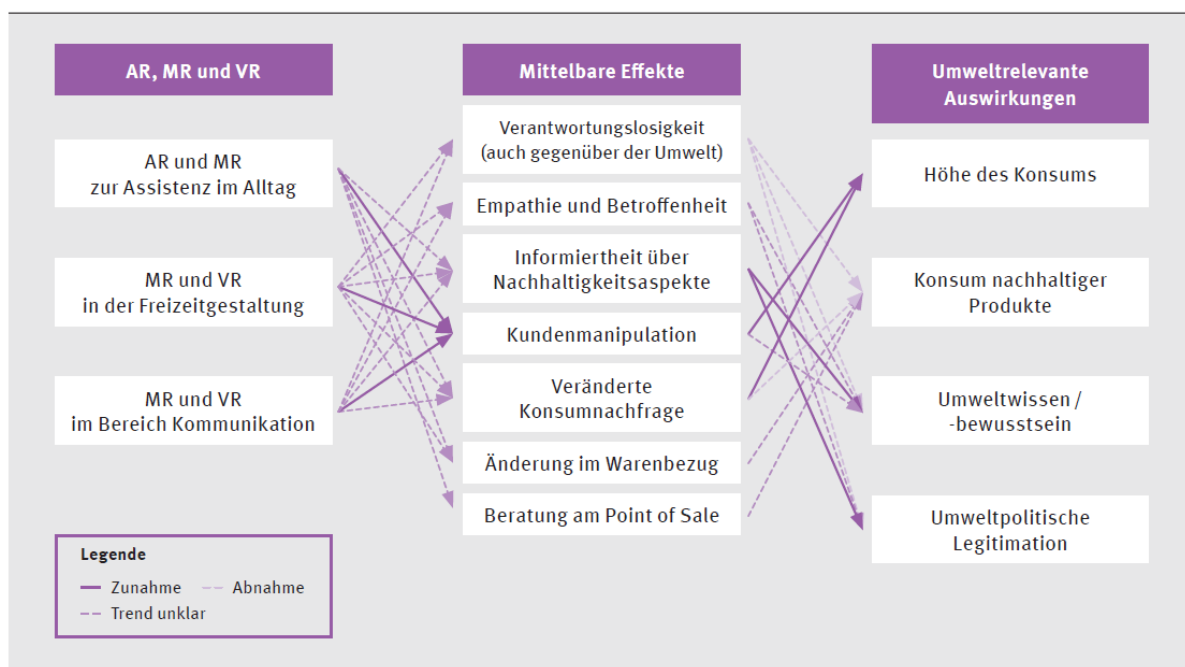 AR, MR und VR
AR und MR
zur Assistenz im Alltag
MR und VR
in der Freizeitgestaltung
MR und VR
im Bereich Kommunikation
Mittelbare Effekte
Verantwortungslosigkeit
(auch gegenüber der Umwelt)
Empathie und Betroffenheit
Informiertheit über
Nachhaltigkeitsaspekte
Kundenmanipulation
Veränderte
Konsumnachfrage
Änderung im Warenbezug
Beratung am Point of Sale
Umweltrelevante
Auswirkungen
Höhe des Konsums
Konsum nachhaltiger
Produkte
Umweltwissen /
-bewusstsein
Umweltpolitische
Legitimation
Legende
Zunahme Abnahme
Trend unklar